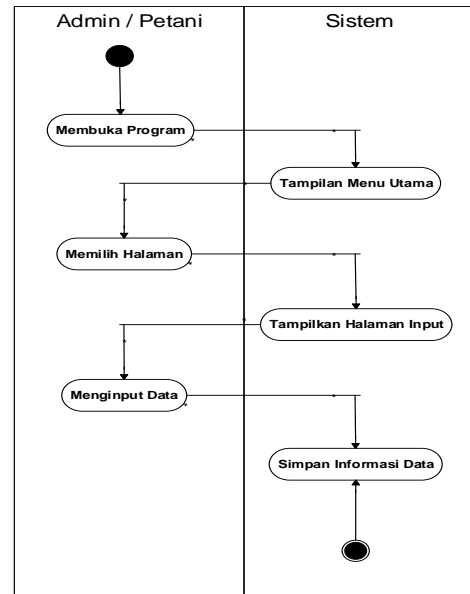 Admin / Petani
Sistem
Membuka Program
Tampilan Menu Utama
Memilih Halaman
Tampilkan Halaman Input
Menginput Data
Simpan Informasi Data